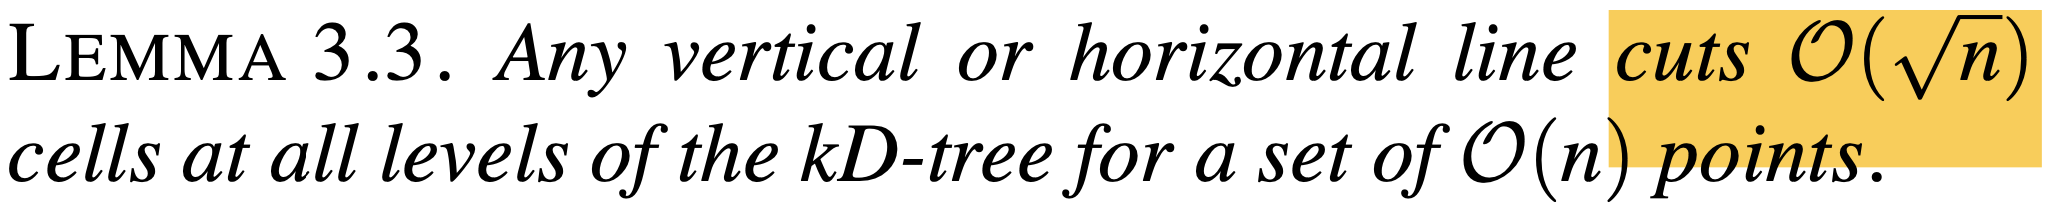 LEMMA 3.3. Any vertical or horizontal line cuts 𝒪(√n)
cells at all levels of the kD-tree for a set of 𝒪(n) points.